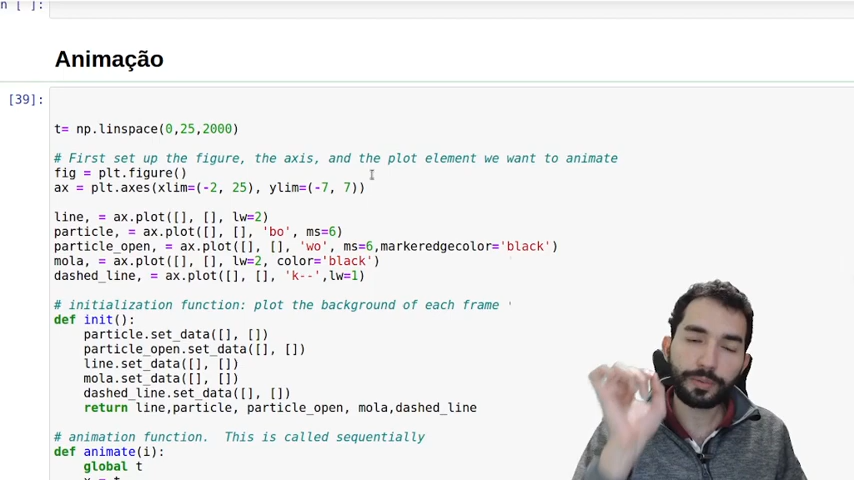 n [ ]:
Animação
[39]:
t= np.linspace(0,25,2000)
# First set up the figure, the axis, and the plot element we want to animate
fig = plt.figure()
ax = plt.axes(xlim=(-2, 25), ylim=(-7, 7))
line, = ax.plot([], [], lw=2)
particle, = ax.plot([], [], 'bo', ms=6)
particle_open, = ax.plot([], [], 'wo', ms=6,markeredgecolor='black')
mola, = ax.plot([], [], lw=2, color='black')
dashed_line, = ax.plot([], [], 'k--',lw=1)
# initialization function: plot the background of each frame
def init():
particle.set_data([], [])
particle_open.set_data([], [])
line.set_data([], [])
mola.set_data([], [])
dashed_line.set_data([], [])
return line,particle, particle_open, mola,dashed_line
# animation function.  This is called sequentially
def animate(i):
global t